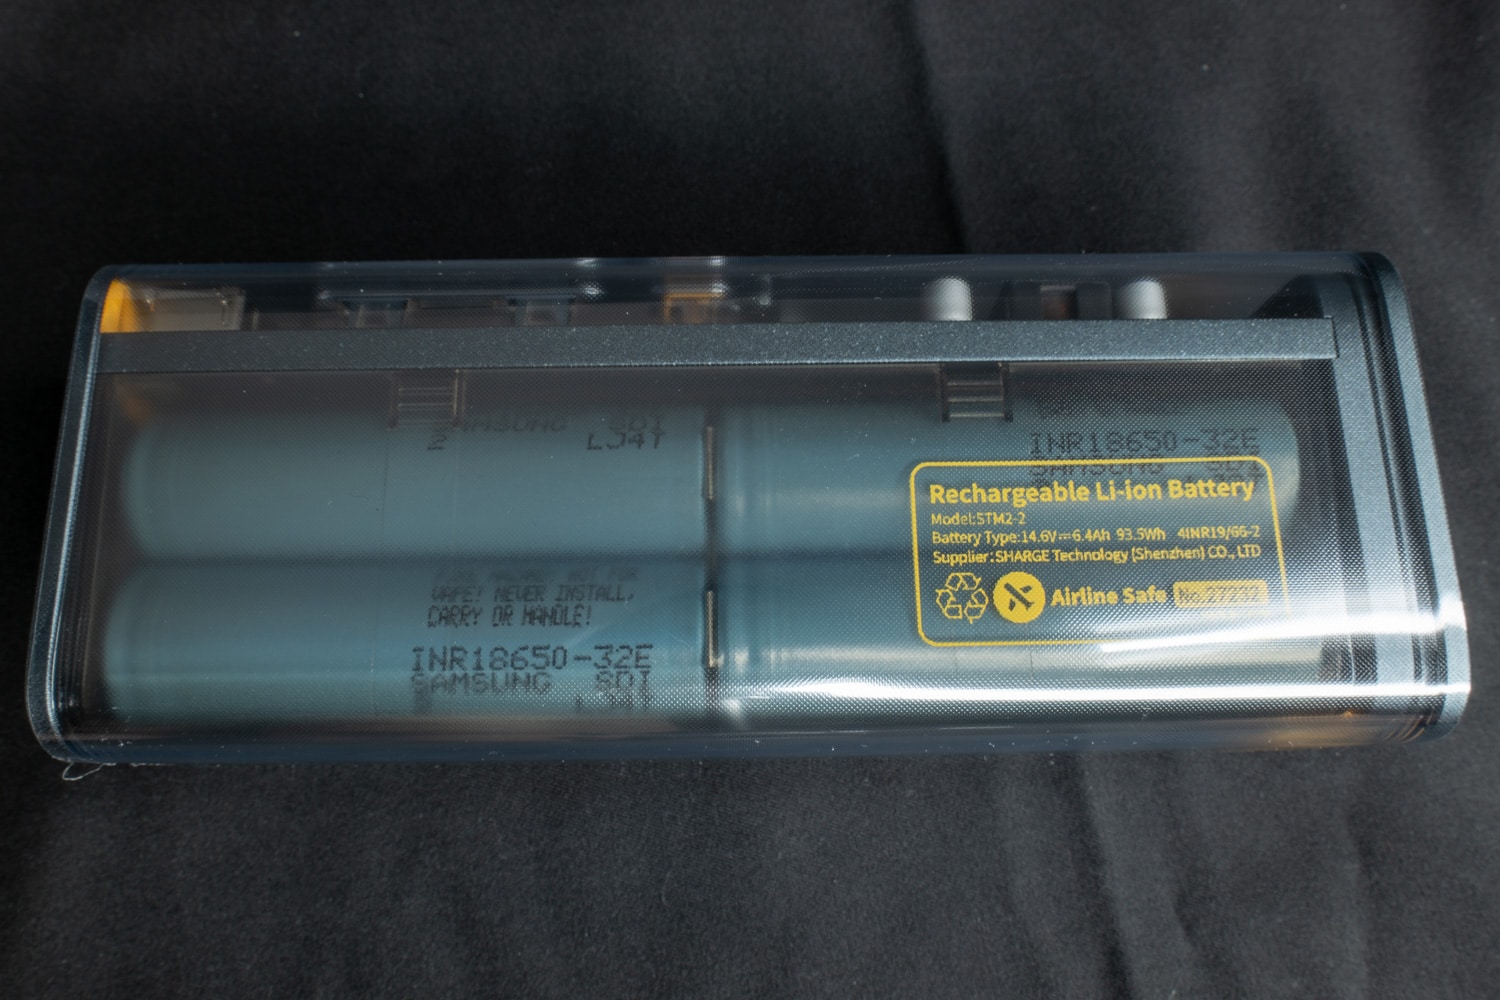 SAMSUNG SDI
2 LJ4T
INR18650-32E
SAMSUNG SDI
Rechargeable Li-ion Battery
Model:STM2-2
Battery Type:14.6V⎓6.4Ah 93.5Wh 4INR19/66-2
Supplier:SHARGE Technology (Shenzhen) CO., LTD
Airline Safe
VAPE! NEVER INSTALL,
CARRY OR HANDLE!
INR18650-32E
SAMSUNG SDI